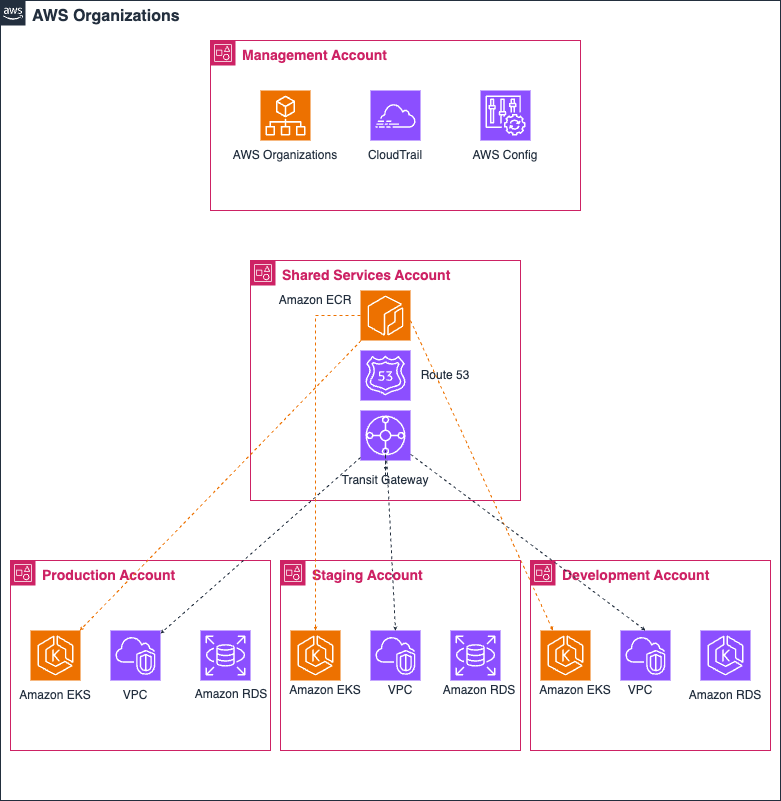 aws
AWS Organizations
Management Account
AWS Organizations
CloudTrail
AWS Config
Shared Services Account
Amazon ECR
53
Route 53
Transit Gateway
Production Account
Staging Account
Development Account
K
K
K
K
Amazon EKS
VPC
Amazon RDS
Amazon EKS
VPC
Amazon RDS
Amazon EKS
VPC
Amazon RDS